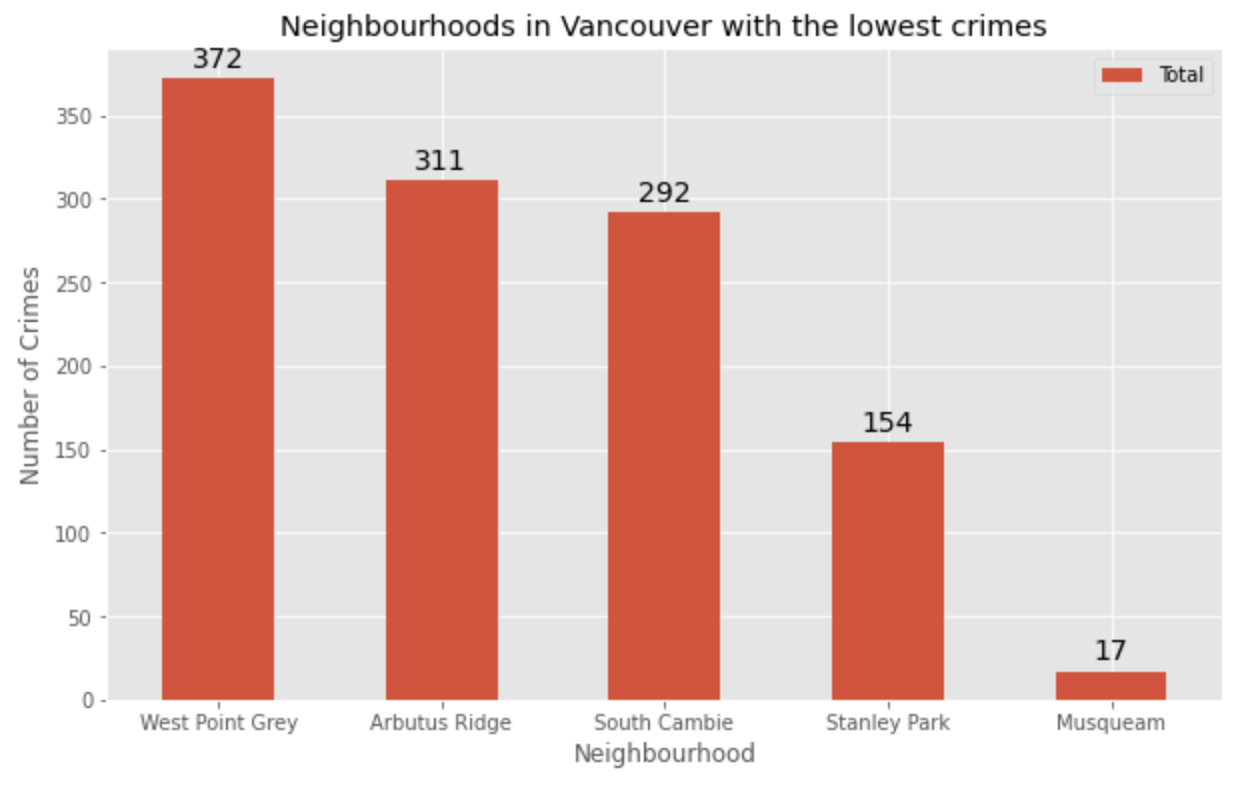 Neighbourhoods in Vancouver with the lowest crimes
Total
372
311
292
154
17
350
300
250
200
150
100
50
0
Number of Crimes
West Point Grey
Arbutus Ridge
South Cambie
Stanley Park
Musqueam
Neighbourhood